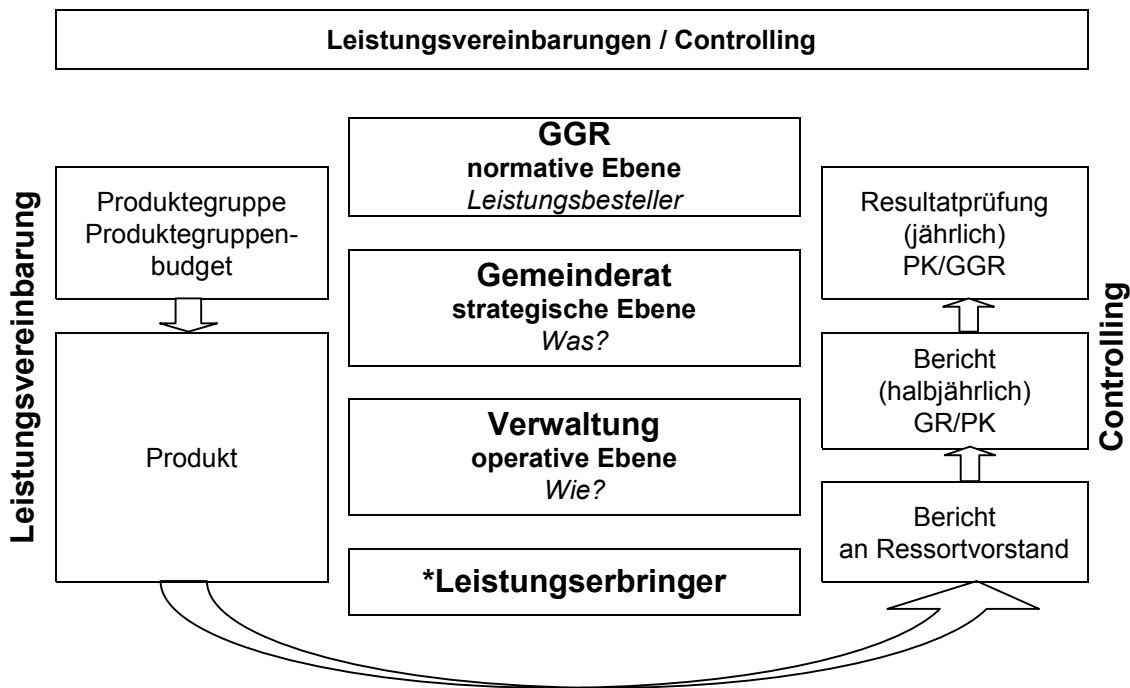 Leistungsvereinbarungen / Controlling
Leistungsvereinbarung
Produktegruppe
Produktegruppen-
budget
Produkt
GGR
normative Ebene
Leistungsbesteller
Gemeinderat
strategische Ebene
Was?
Verwaltung
operative Ebene
Wie?
*Leistungserbringer
Resultatprüfung
(jährlich)
PK/GGR
Bericht
(halbjährlich)
GR/PK
Bericht
an Ressortvorstand
Controlling